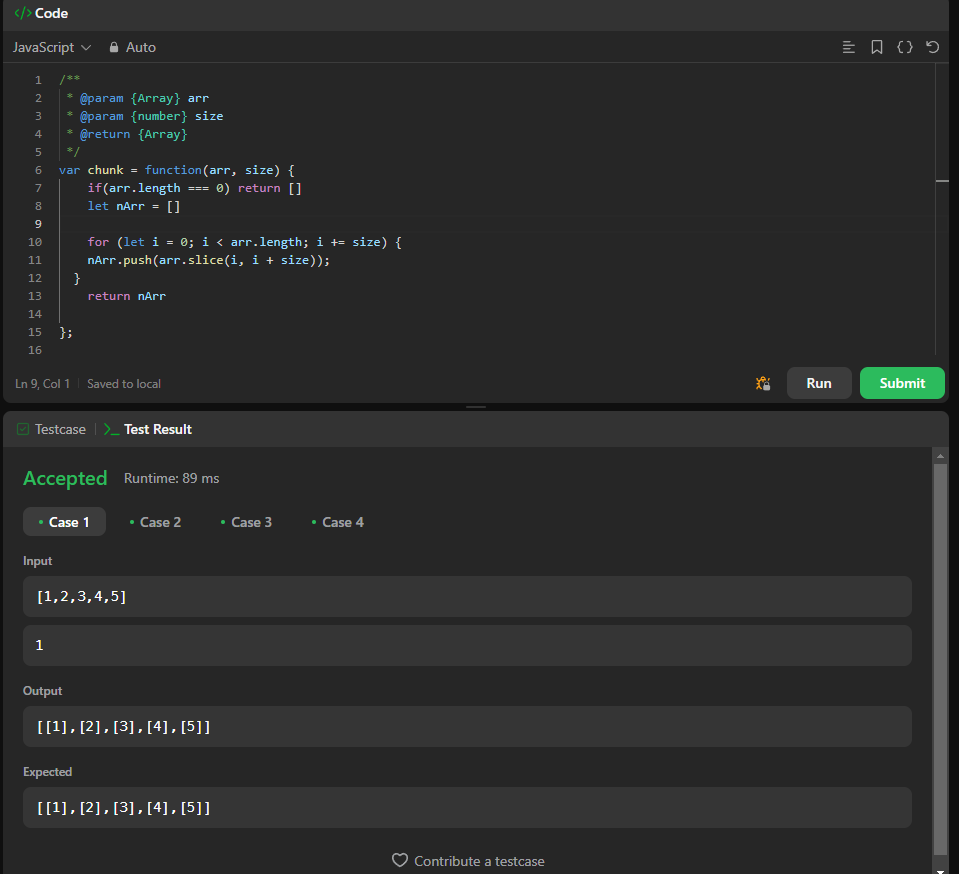 </> Code
JavaScript Auto
1 /**
2 * @param {Array} arr
3 * @param {number} size
4 * @return {Array}
5 */
6 var chunk = function(arr, size) {
7 if(arr.length === 0) return []
8 let nArr = []
9
10 for (let i = 0; i < arr.length; i += size) {
11 nArr.push(arr.slice(i, i + size));
12 }
13 return nArr
14
15 };
16
Ln 9, Col 1 | Saved to local
Run Submit
Testcase | >_ Test Result
Accepted Runtime: 89 ms
• Case 1 • Case 2 • Case 3 • Case 4
Input
[1,2,3,4,5]
1
Output
[[1],[2],[3],[4],[5]]
Expected
[[1],[2],[3],[4],[5]]
Contribute a testcase